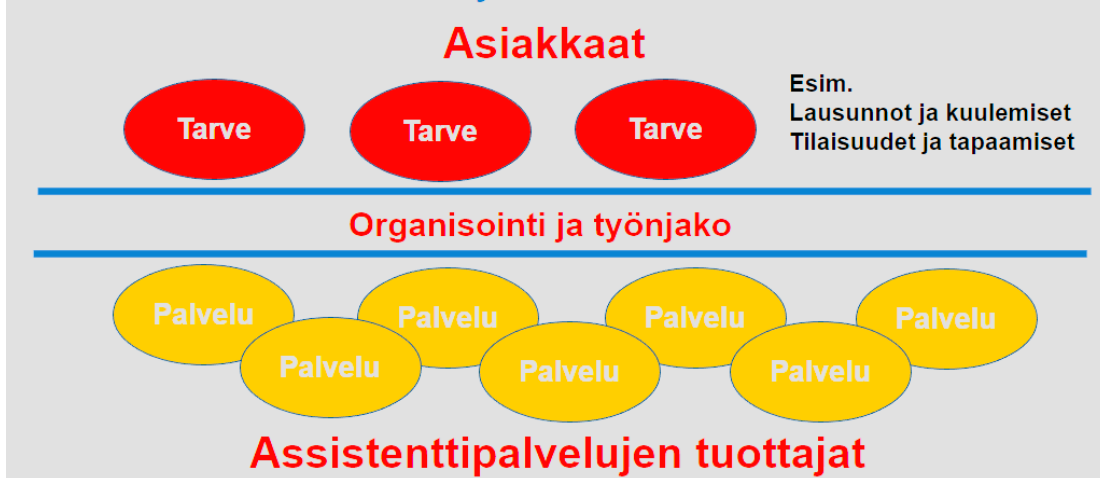 Asiakkaat
Tarve
Tarve
Tarve
Esim.
Lausunnot ja kuulemiset
Tilaisuudet ja tapaamiset
Organisointi ja työnjako
Palvelu
Palvelu
Palvelu
Palvelu
Palvelu
Palvelu
Palvelu
Assistenttipalvelujen tuottajat